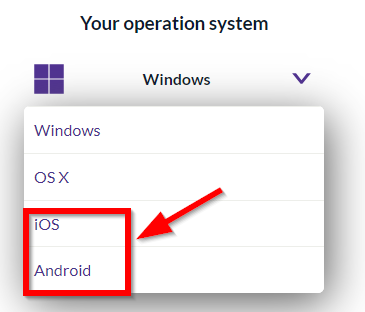 Your operation system
Windows
Windows
OS X
iOS
Android